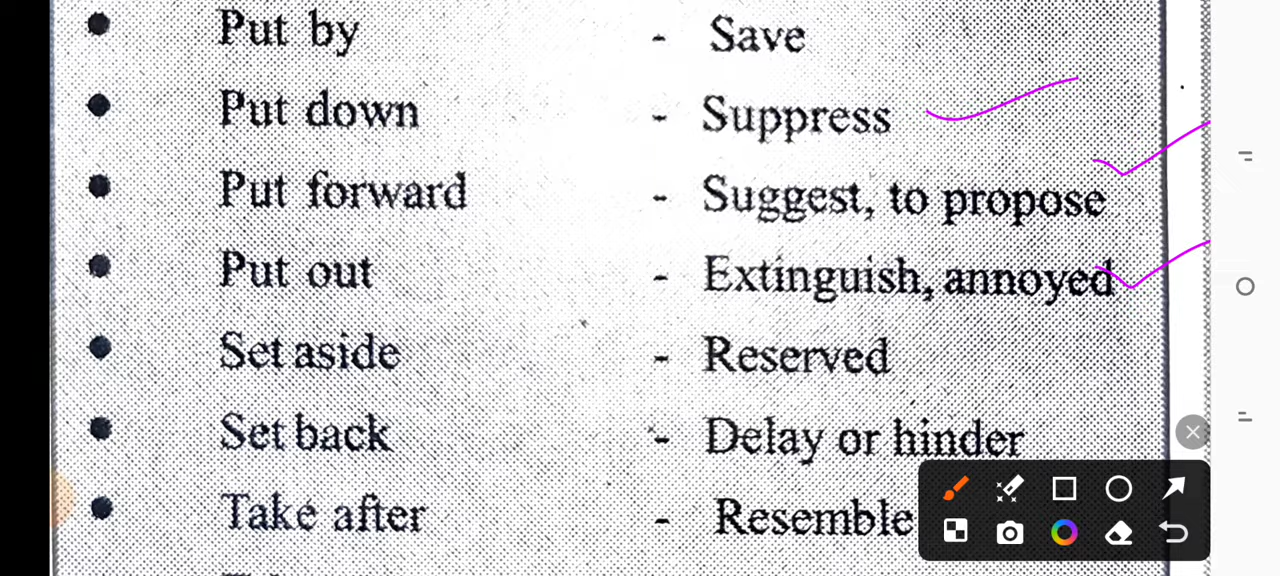 • Put by - Save
• Put down - Suppress
• Put forward - Suggest, to propose
• Put out - Extinguish, annoyed
• Set aside - Reserved
• Set back - Delay or hinder
• Take after - Resemble